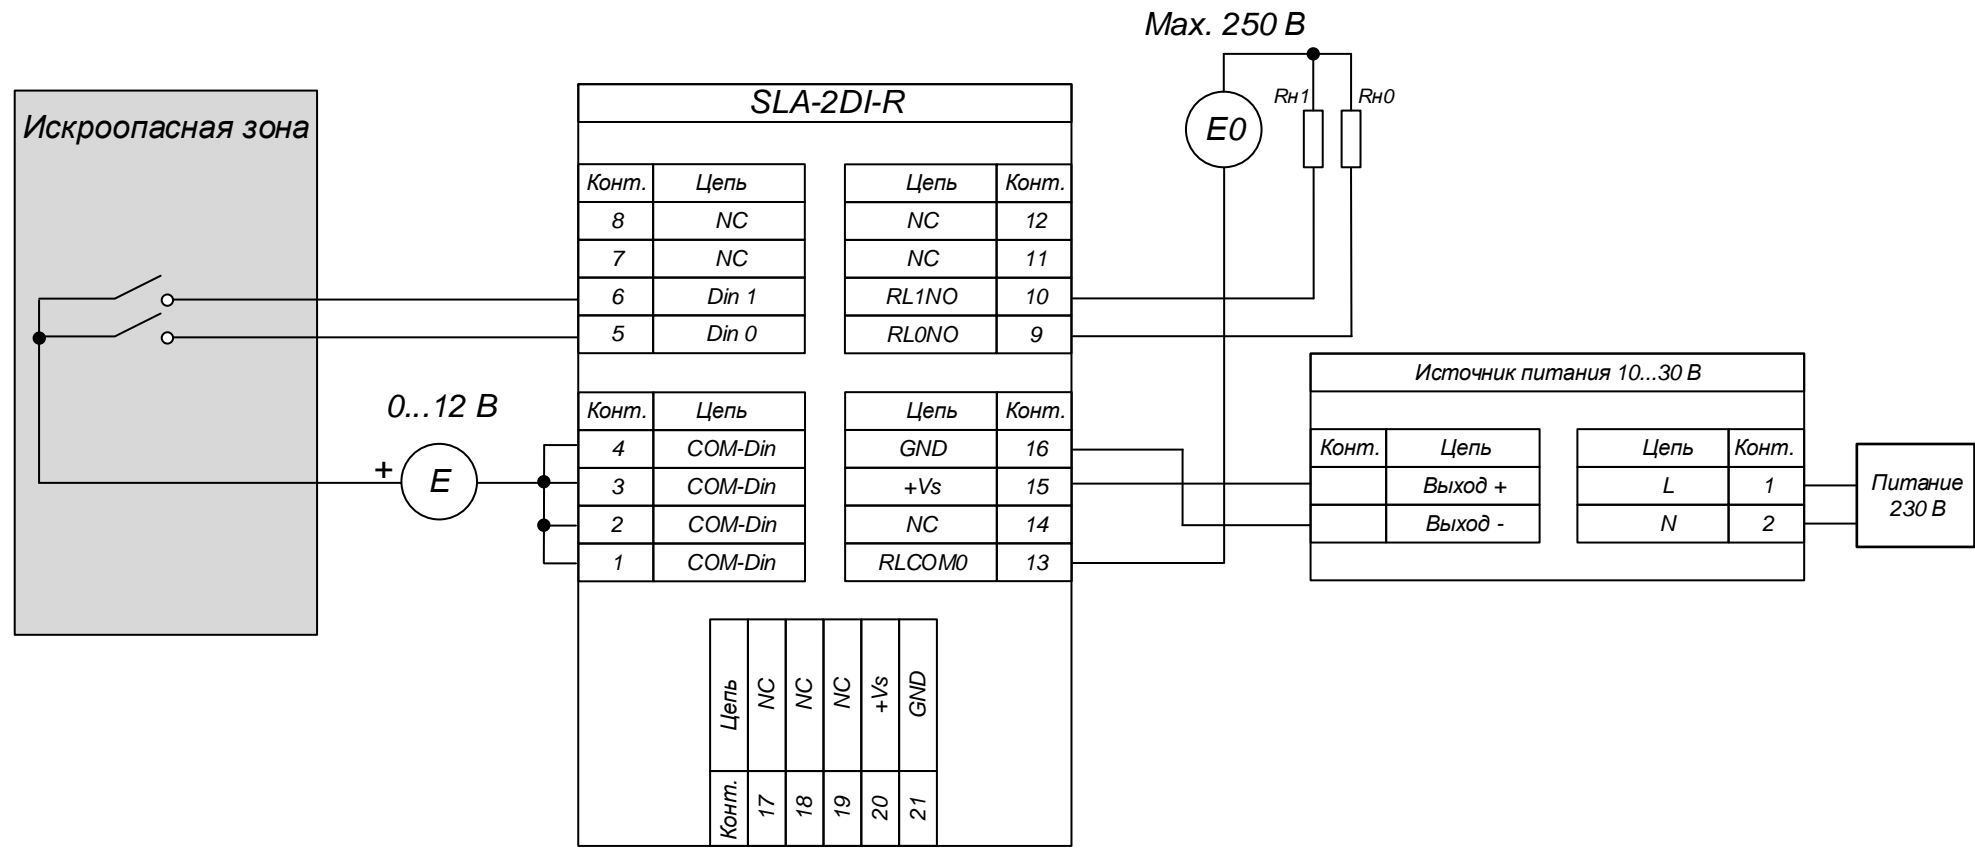 Max. 250 В
SLA-2DI-R
Rн1 Rн0
E0
Искроопасная зона
Конт. Цепь Цепь Конт.
8 NC NC 12
7 NC NC 11
6 Din 1 RL1NO 10
5 Din 0 RL0NO 9
Источник питания 10...30 В
0...12 В
Конт. Цепь Цепь Конт.
4 COM-Din GND 16
3 COM-Din +Vs 15
2 COM-Din NC 14
1 COM-Din RLCOM0 13
+ E
Конт. Цепь Цепь Конт.
Выход + L 1
Выход - N 2
Питание
230 В
Конт. Цепь
17 NC
18 NC
19 NC
20 +Vs
21 GND